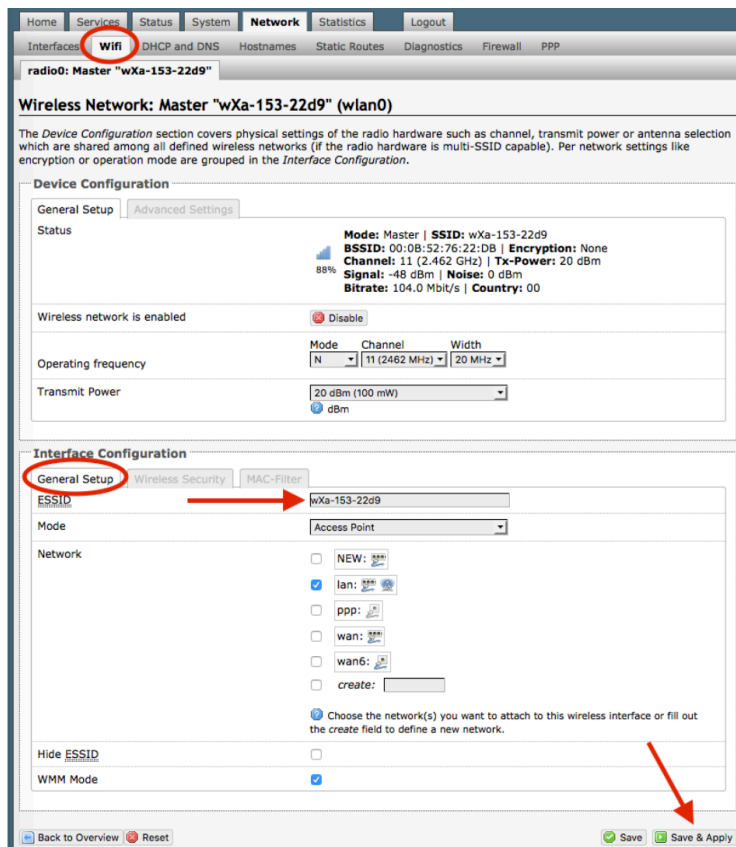 Home Services Status System Network Statistics Logout
Interfaces Wifi DHCP and DNS Hostnames Static Routes Diagnostics Firewall PPP
radio0: Master "wXa-153-22d9"
Wireless Network: Master "wXa-153-22d9" (wlan0)
The Device Configuration section covers physical settings of the radio hardware such as channel, transmit power or antenna selection
which are shared among all defined wireless networks (if the radio hardware is multi-SSID capable). Per network settings like
encryption or operation mode are grouped in the Interface Configuration.
Device Configuration
General Setup Advanced Settings
Status
Mode: Master | SSID: wXa-153-22d9
BSSID: 00:0B:52:76:22:DB | Encryption: None
Channel: 11 (2.462 GHz) | Tx-Power: 20 dBm
88% Signal: -48 dBm | Noise: 0 dBm
Bitrate: 104.0 Mbit/s | Country: 00
Wireless network is enabled Disable
Mode Channel Width
Operating frequency N 11 (2462 MHz) 20 MHz
Transmit Power 20 dBm (100 mW)
dBm
Interface Configuration
General Setup Wireless Security MAC-Filter
ESSID wXa-153-22d9
Mode Access Point
Network NEW:
lan:
ppp:
wan:
wan6:
create:
Choose the network(s) you want to attach to this wireless interface or fill out
the create field to define a new network.
Hide ESSID
WMM Mode
Back to Overview Reset Save Save & Apply